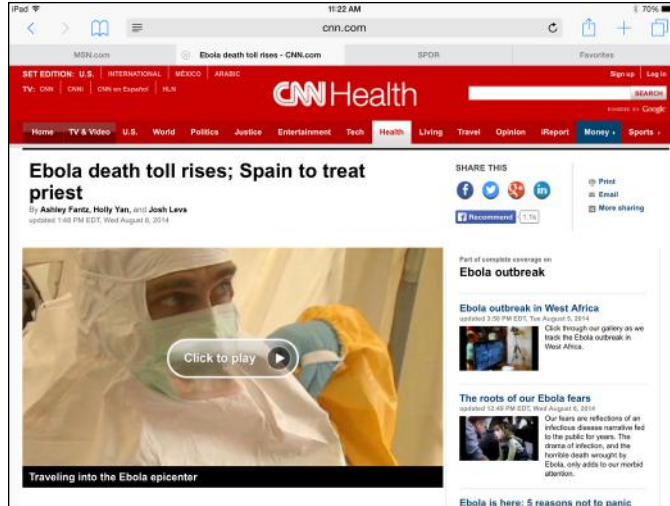 iPad 11:22 AM 70%
cnn.com
MSN.com Ebola death toll rises - CNN.com SPDR Favorites
SET EDITION: U.S. INTERNATIONAL MÉXICO ARABIC
Sign up Log in
TV: CNN CNNi CNN en Español HLN
CNN Health
SEARCH
POWERED BY Google
Home TV & Video U.S. World Politics Justice Entertainment Tech Health Living Travel Opinion iReport Money Sports
Ebola death toll rises; Spain to treat
priest
By Ashley Fantz, Holly Yan, and Josh Levs
updated 1:48 PM EDT, Wed August 6, 2014
SHARE THIS
Recommend 1.1k
Print
Email
More sharing
Click to play
Traveling into the Ebola epicenter
Part of complete coverage on
Ebola outbreak
Ebola outbreak in West Africa
updated 3:50 PM EDT, Tue August 5, 2014
Click through our gallery as we
track the Ebola outbreak in
West Africa.
The roots of our Ebola fears
updated 12:49 PM EDT, Wed August 6, 2014
Our fears are reflections of an
infectious disease narrative fed
to the public for years. The
drama of infection, and the
horrible death wrought by
Ebola, only adds to our morbid
attention.
Ebola is here: 5 reasons not to panic